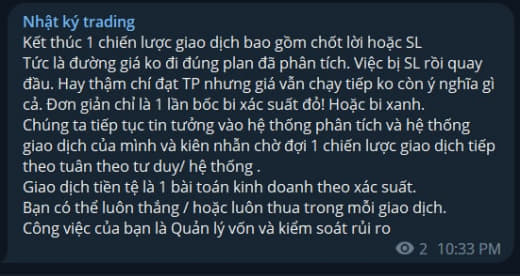 Nhật ký trading
Kết thúc 1 chiến lược giao dịch bao gồm chốt lời hoặc SL
Tức là đường giá ko đi đúng plan đã phân tích. Việc bị SL rồi quay
đầu. Hay thậm chí đạt TP nhưng giá vẫn chạy tiếp ko còn ý nghĩa gì
cả. Đơn giản chỉ là 1 lần bốc bi xác suất đỏ! Hoặc bi xanh.
Chúng ta tiếp tục tin tưởng vào hệ thống phân tích và hệ thống
giao dịch của mình và kiên nhẫn chờ đợi 1 chiến lược giao dịch tiếp
theo tuân theo tư duy/ hệ thống .
Giao dịch tiền tệ là 1 bài toán kinh doanh theo xác suất.
Bạn có thể luôn thắng / hoặc luôn thua trong mỗi giao dịch.
Công việc của bạn là Quản lý vốn và kiểm soát rủi ro
2 10:33 PM